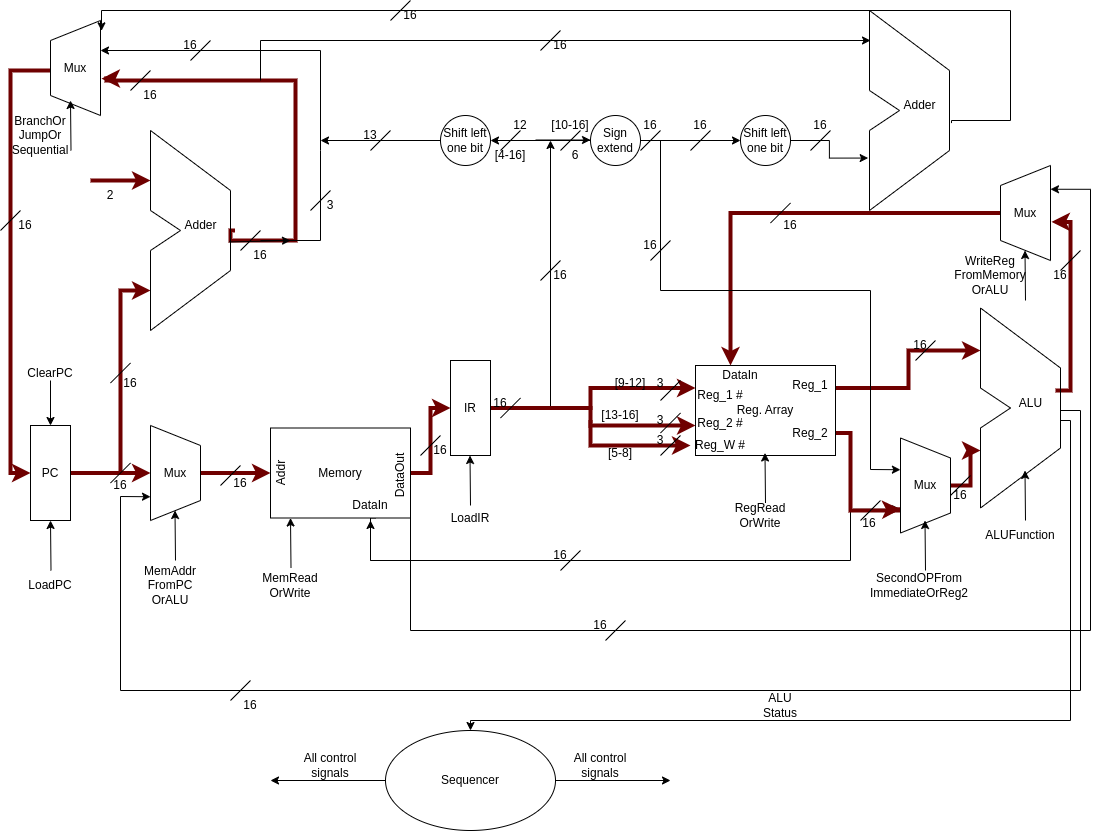 16
16
16
Mux
16
Adder
BranchOr
JumpOr
Sequential
13
Shift left
one bit
12
[4-16]
[10-16]
6
Sign
extend
16
16
Shift left
one bit
16
2
3
16
Adder
16
16
16
16
16
Mux
WriteReg
FromMemory
OrALU
16
ClearPC
16
16
DataIn
Reg_1 #
Reg_1
Reg. Array
Reg_2 #
Reg_2
Reg_W #
[9-12]
3
[13-16]
3
[5-8]
3
ALU
IR
16
PC
16
Mux
16
Addr
Memory
DataOut
DataIn
16
Mux
16
16
LoadIR
RegRead
OrWrite
ALUFunction
LoadPC
MemAddr
FromPC
OrALU
MemRead
OrWrite
16
SecondOPFrom
ImmediateOrReg2
16
16
ALU
Status
All control
signals
Sequencer
All control
signals